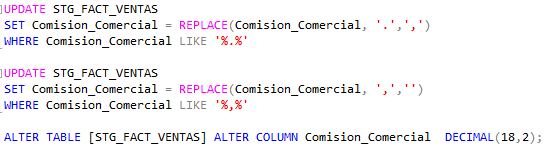 UPDATE STG_FACT_VENTAS
SET Comision_Comercial = REPLACE(Comision_Comercial, '.',',')
WHERE Comision_Comercial LIKE '%.%'
UPDATE STG_FACT_VENTAS
SET Comision_Comercial = REPLACE(Comision_Comercial, ',','')
WHERE Comision_Comercial LIKE '%,%'
ALTER TABLE [STG_FACT_VENTAS] ALTER COLUMN Comision_Comercial  DECIMAL(18,2);